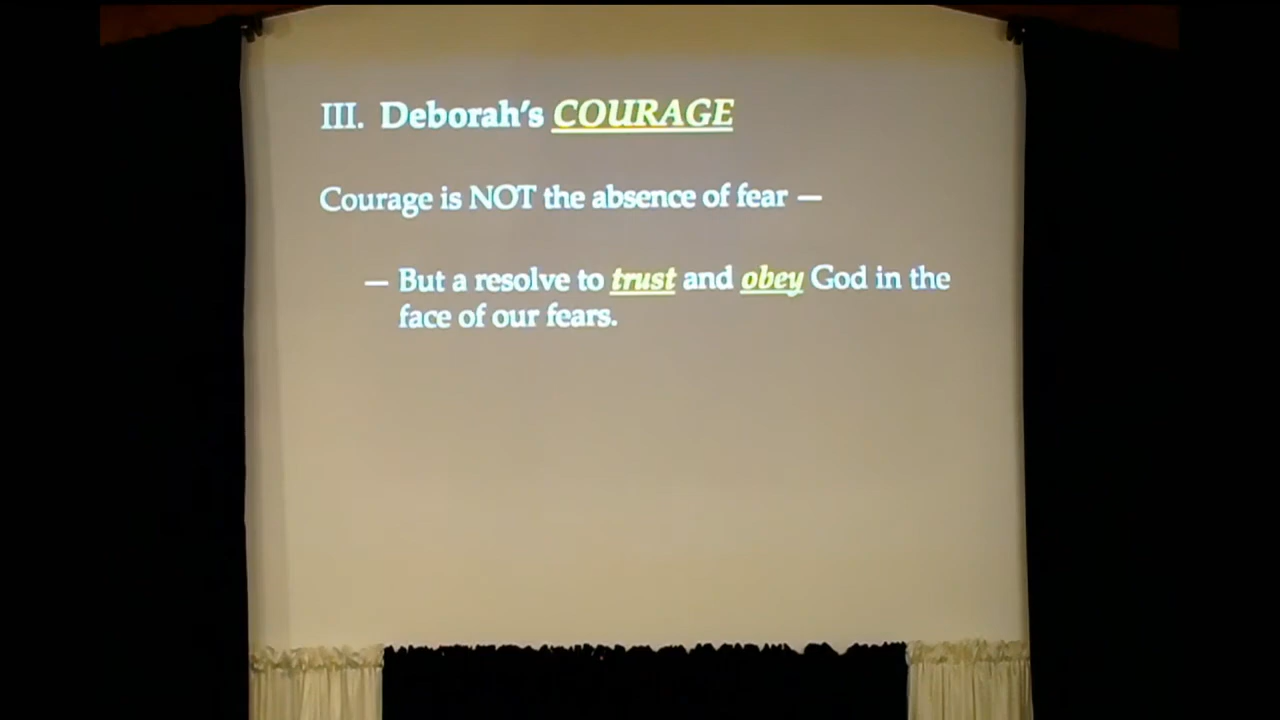 III. Deborah's COURAGE
Courage is NOT the absence of fear —
— But a resolve to trust and obey God in the
face of our fears.